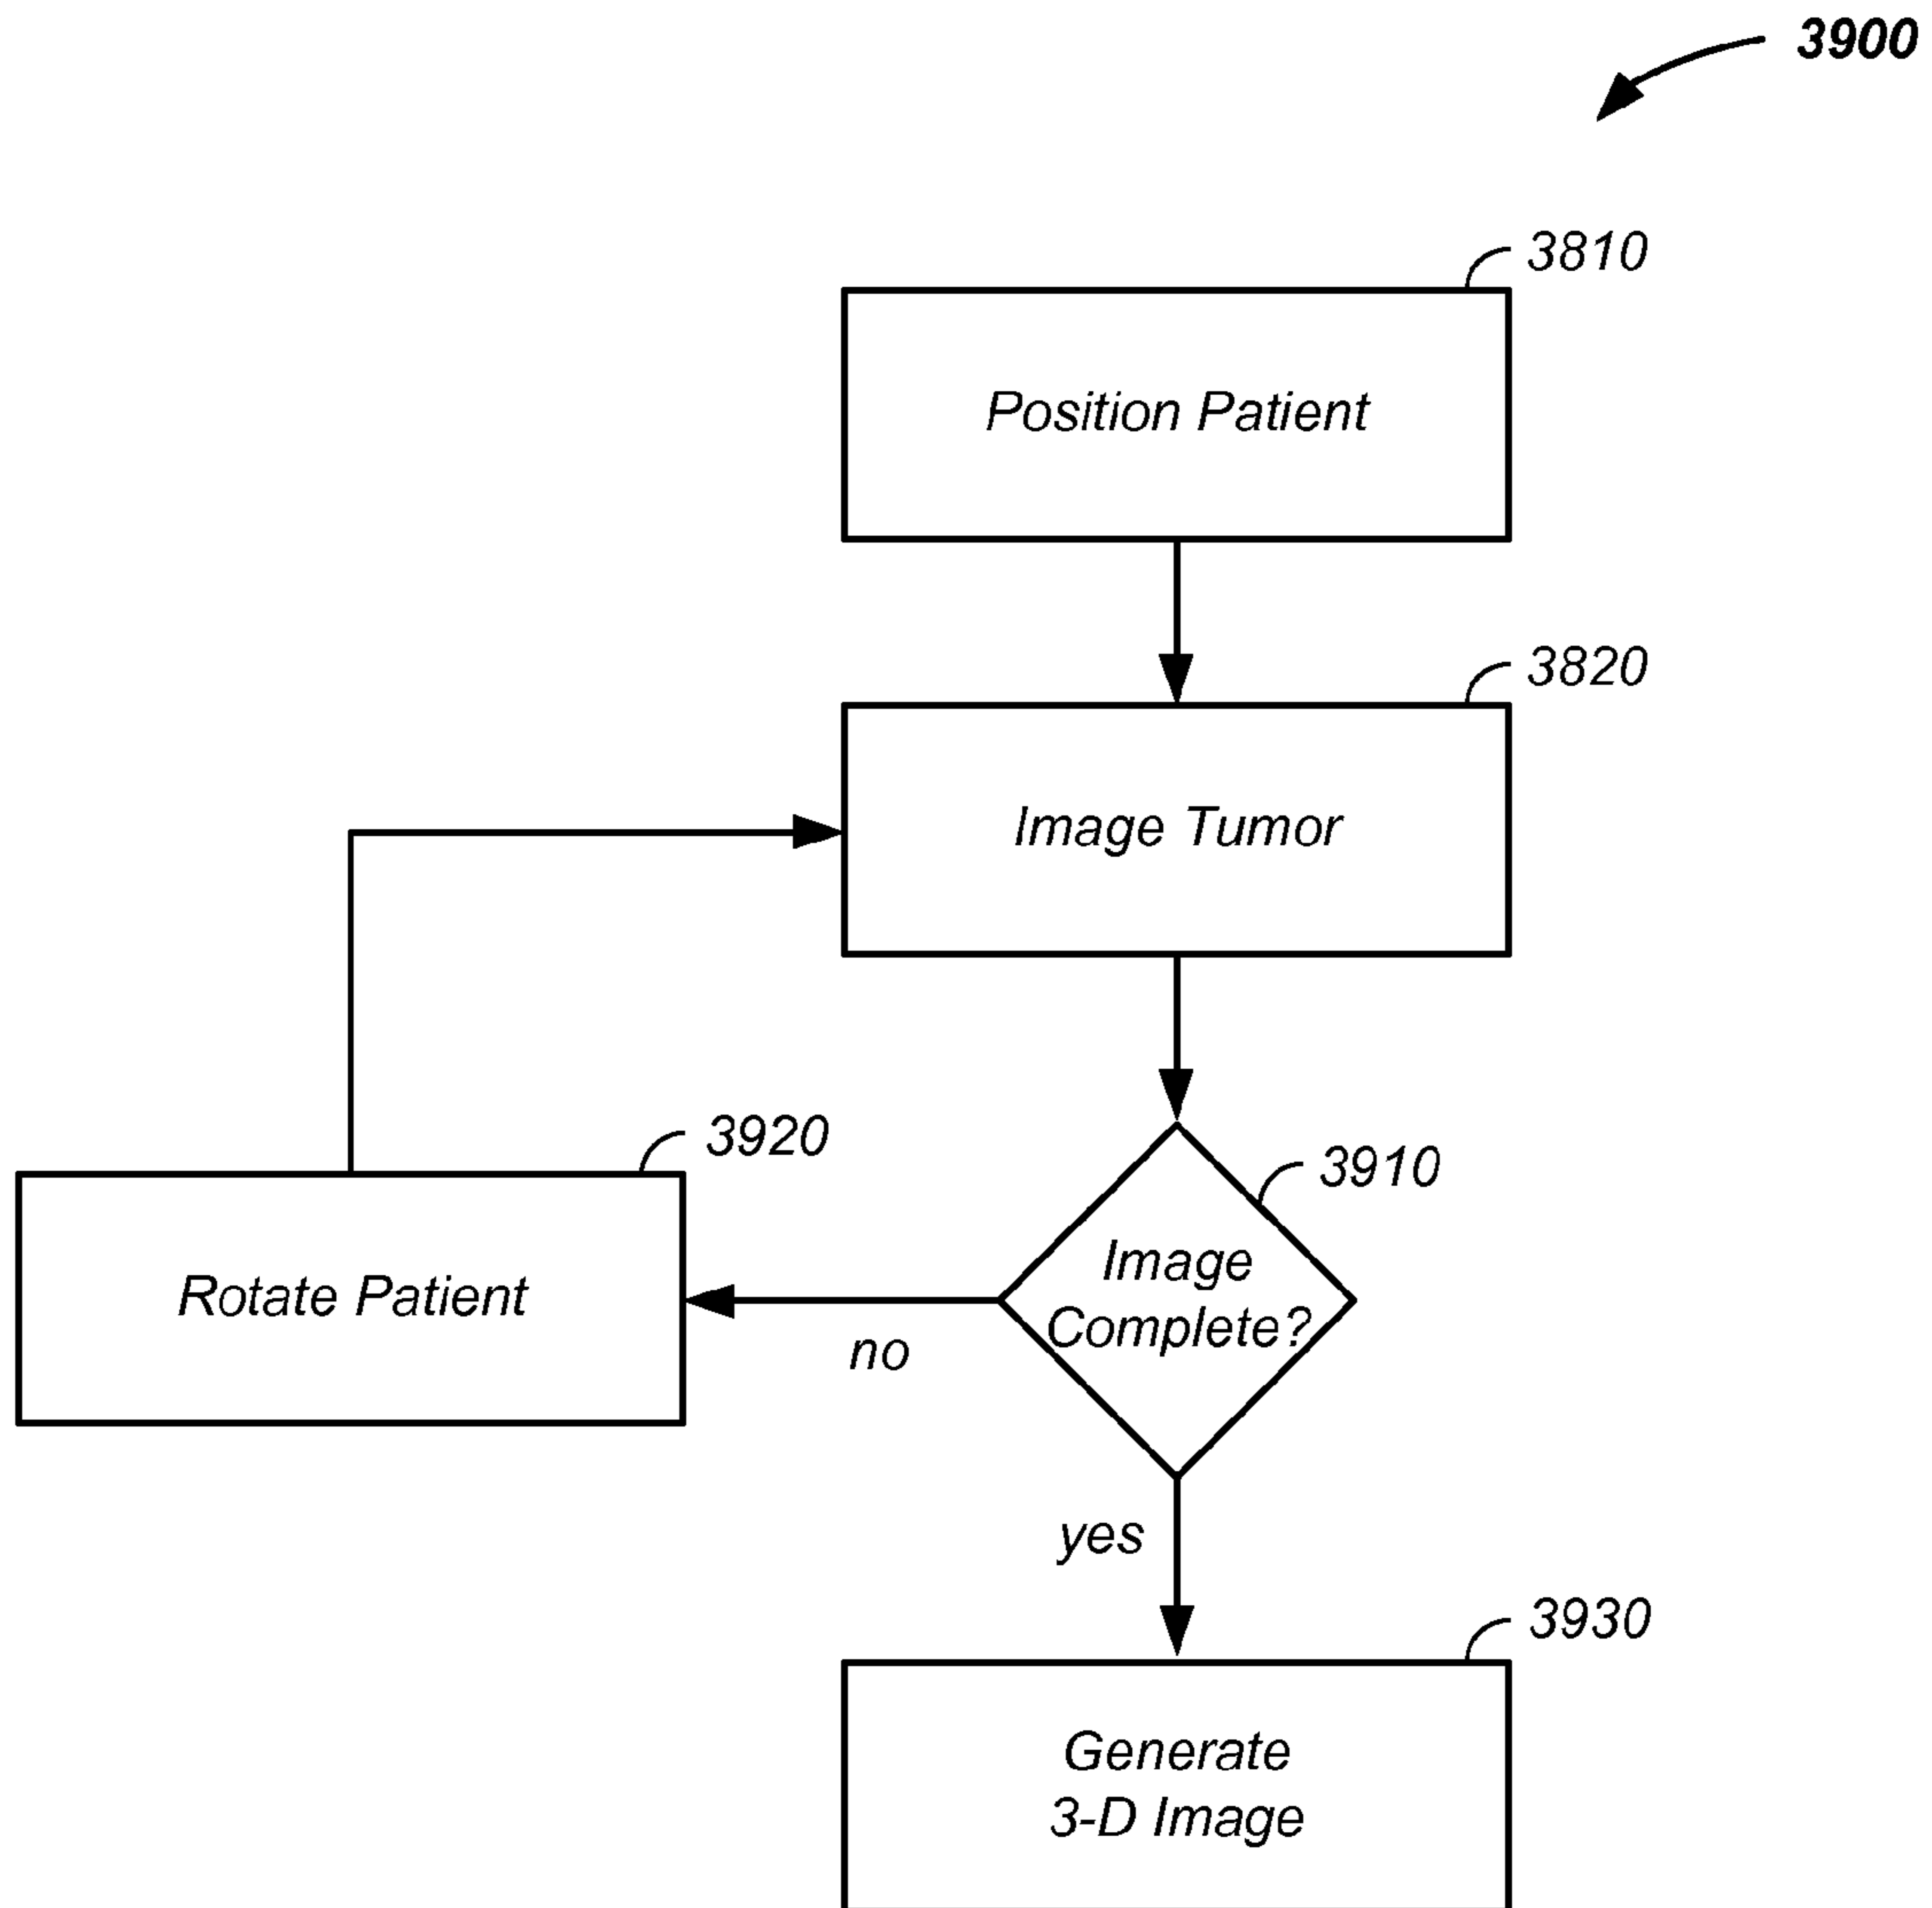 3900
3810
Position Patient
3820
Image Tumor
3920
3910
Rotate Patient
Image
Complete?
no
yes
3930
Generate
3-D Image